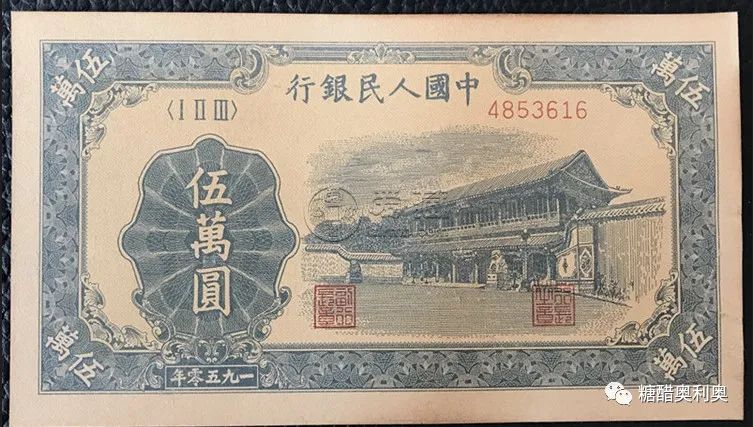 伍萬
伍萬
中國人民銀行
〈I II III〉
4853616
伍萬圓
伍萬
伍萬
一九五零年
糖醋奥利奥